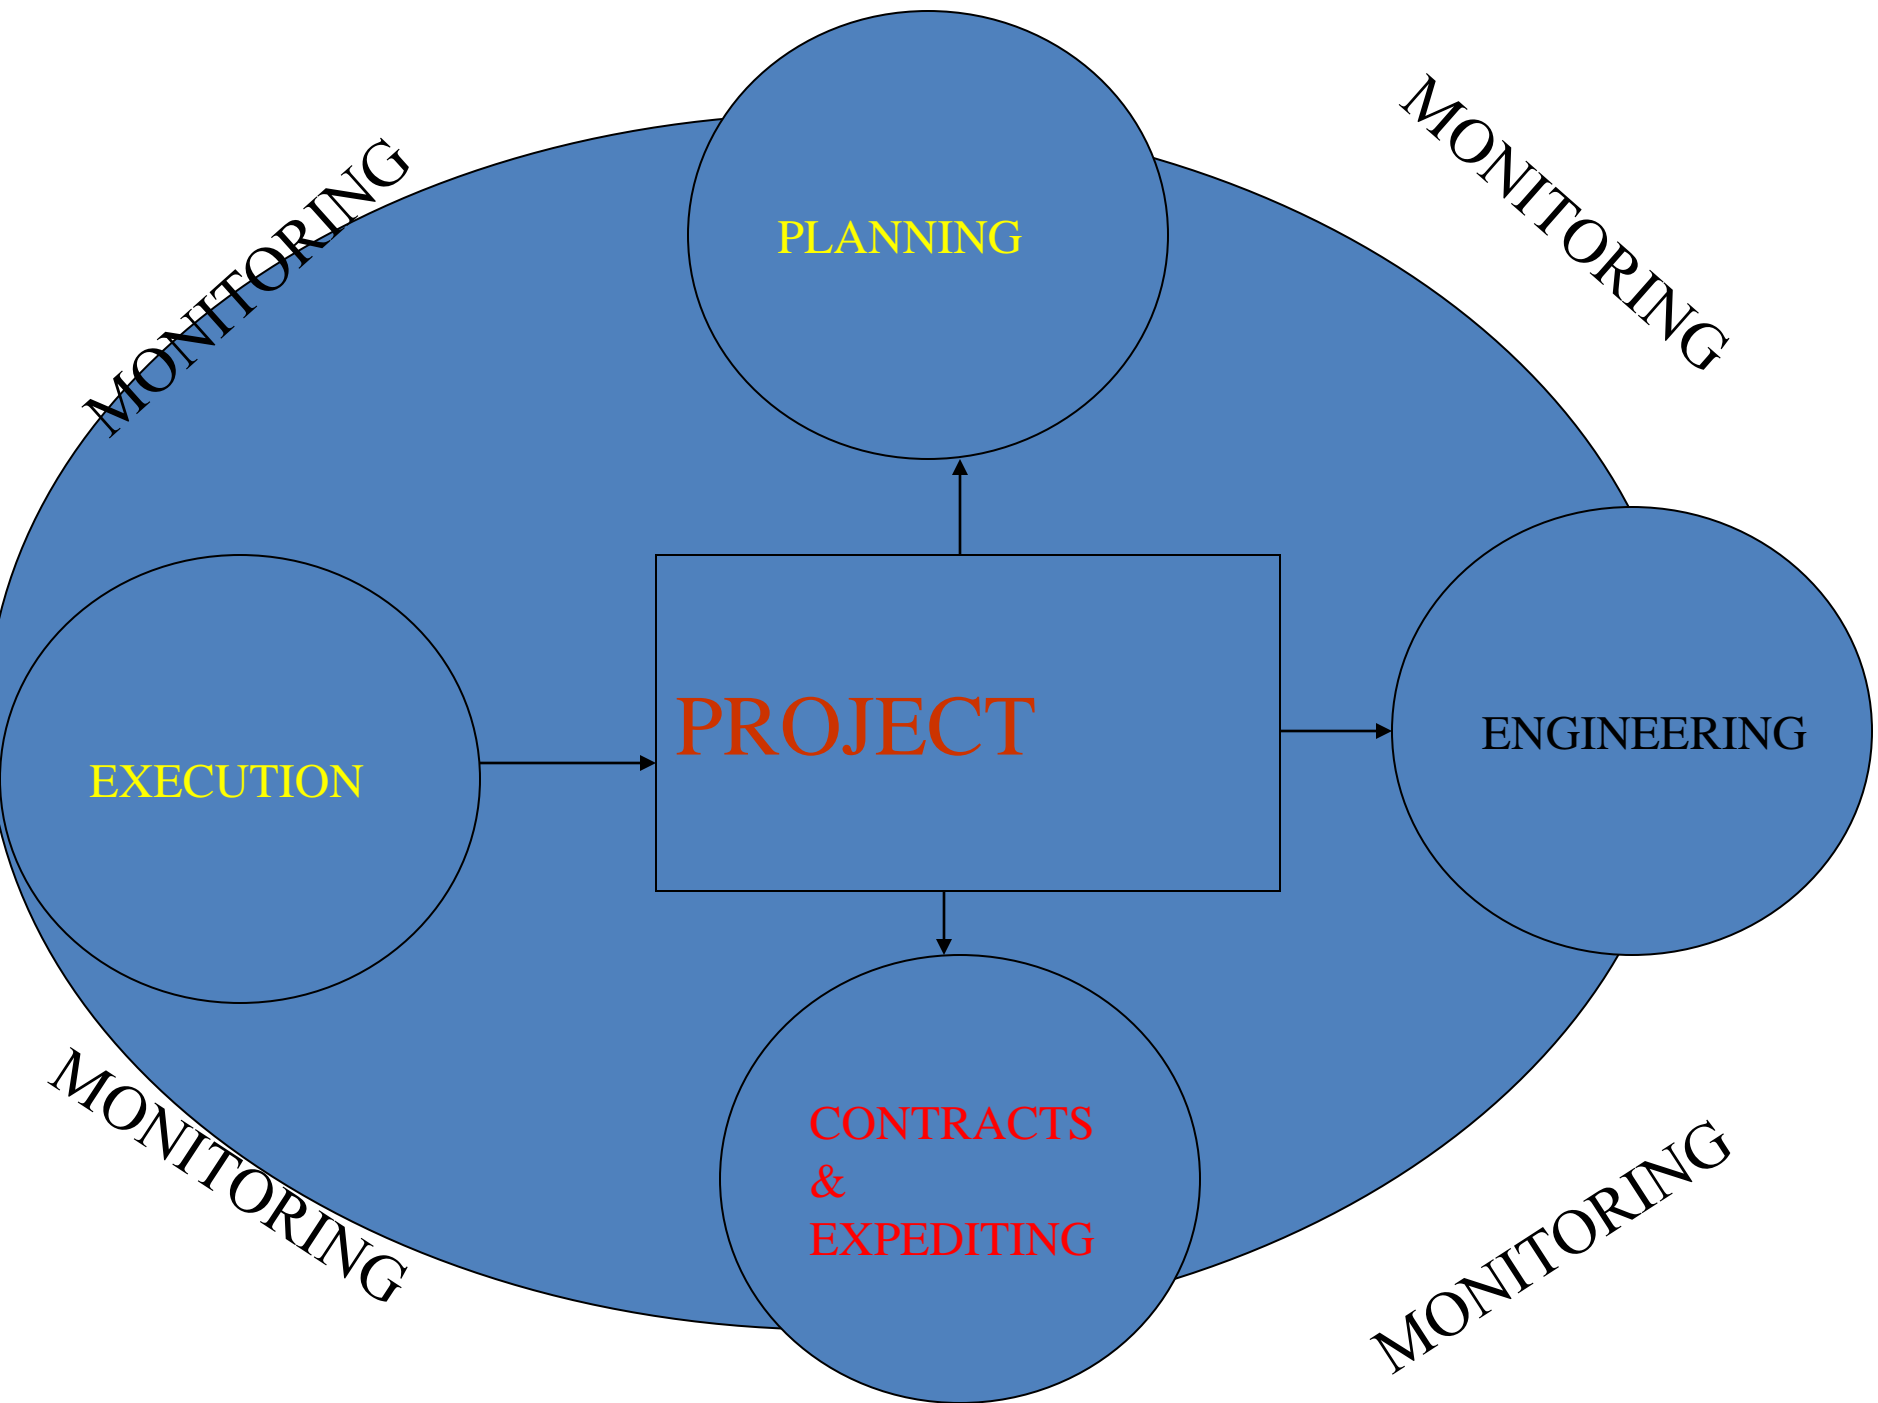 MONITORING
MONITORING
PLANNING
PROJECT
ENGINEERING
EXECUTION
MONITORING
CONTRACTS
&
EXPEDITING
MONITORING